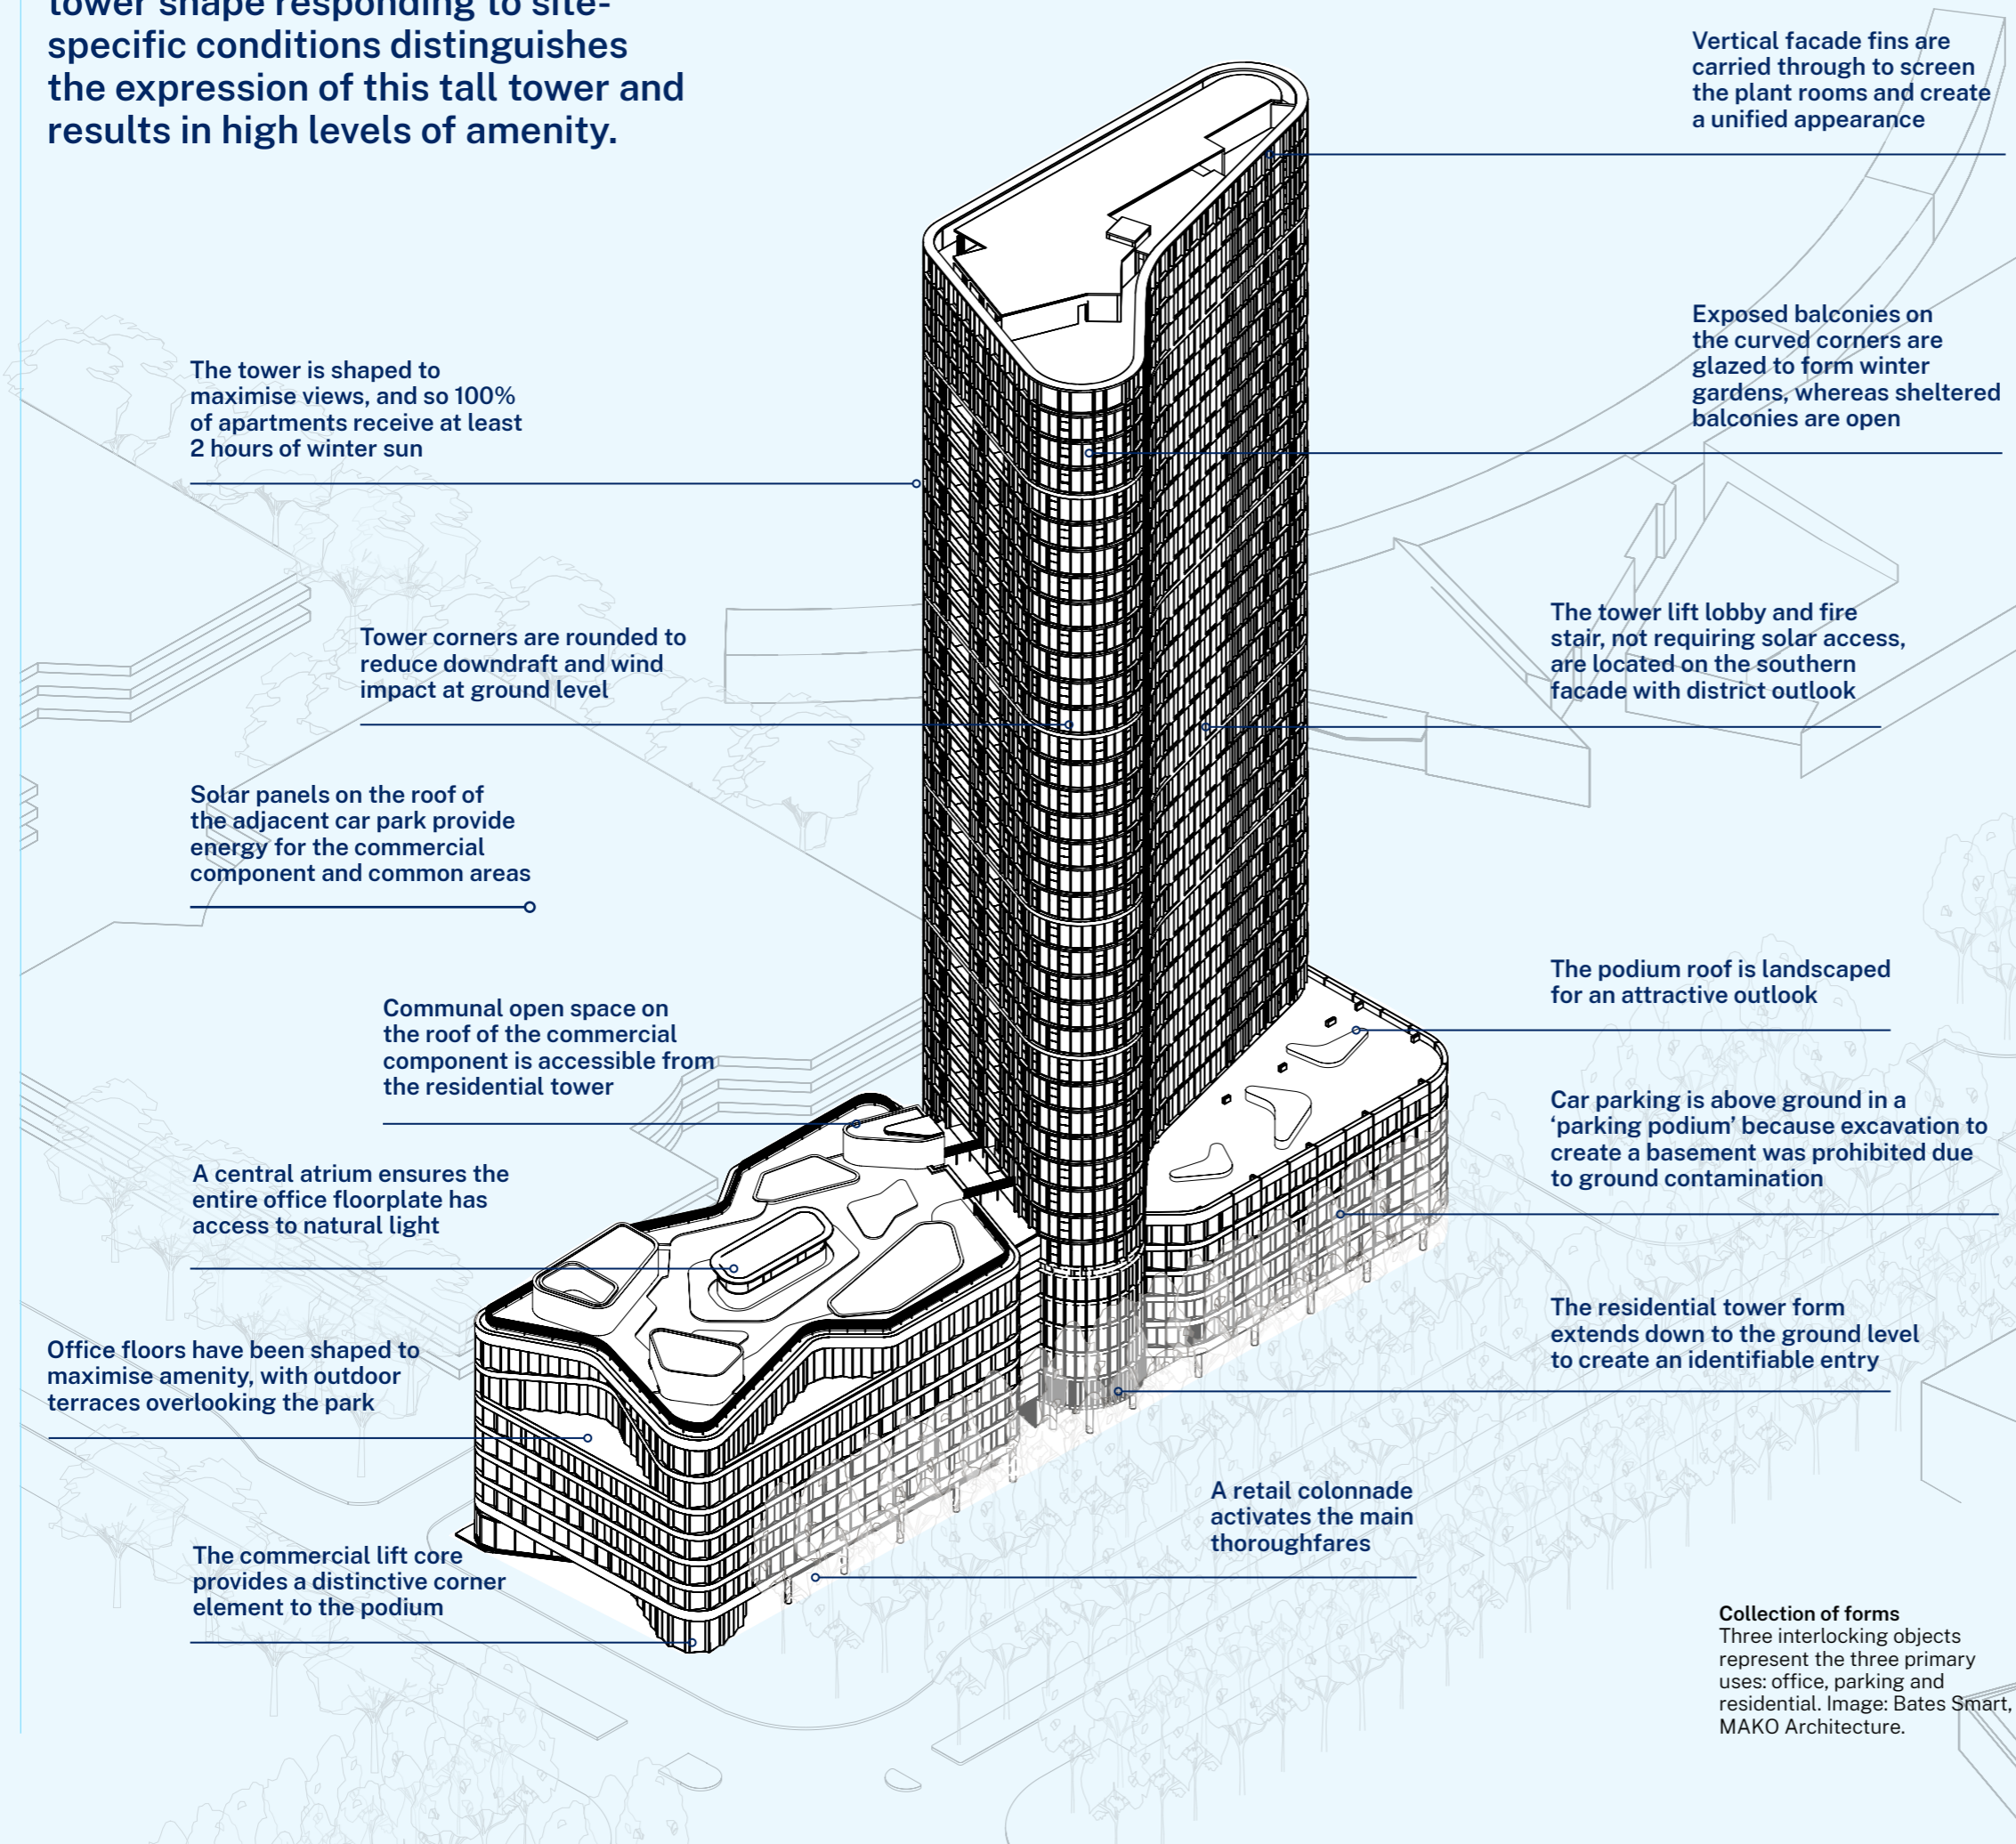 tower shape responding to site-
specific conditions distinguishes
the expression of this tall tower and
results in high levels of amenity.
Vertical facade fins are
carried through to screen
the plant rooms and create
a unified appearance
Exposed balconies on
the curved corners are
glazed to form winter
gardens, whereas sheltered
balconies are open
The tower is shaped to
maximise views, and so 100%
of apartments receive at least
2 hours of winter sun
Tower corners are rounded to
reduce downdraft and wind
impact at ground level
The tower lift lobby and fire
stair, not requiring solar access,
are located on the southern
facade with district outlook
Solar panels on the roof of
the adjacent car park provide
energy for the commercial
component and common areas
The podium roof is landscaped
for an attractive outlook
Communal open space on
the roof of the commercial
component is accessible from
the residential tower
Car parking is above ground in a
‘parking podium’ because excavation to
create a basement was prohibited due
to ground contamination
A central atrium ensures the
entire office floorplate has
access to natural light
The residential tower form
extends down to the ground level
to create an identifiable entry
Office floors have been shaped to
maximise amenity, with outdoor
terraces overlooking the park
A retail colonnade
activates the main
thoroughfares
The commercial lift core
provides a distinctive corner
element to the podium
Collection of forms
Three interlocking objects
represent the three primary
uses: office, parking and
residential. Image: Bates Smart,
MAKO Architecture.